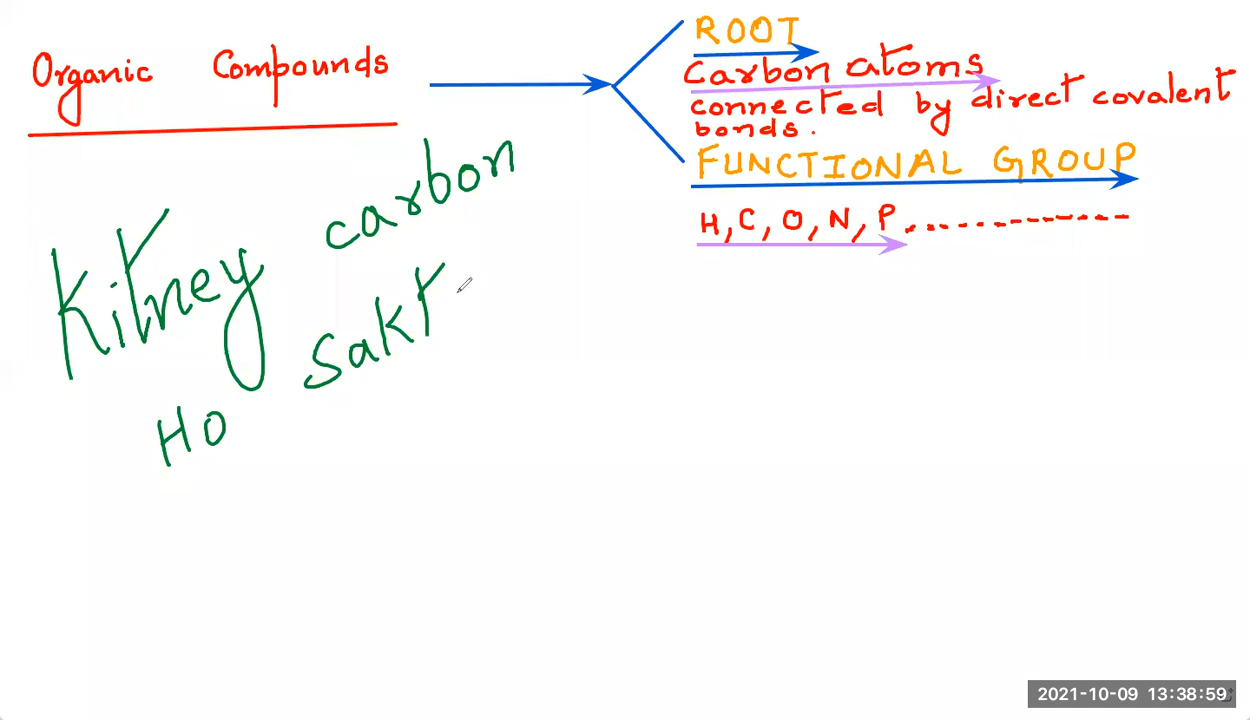 Organic Compounds
ROOT
Carbon atoms
connected by direct covalent
bonds.
FUNCTIONAL GROUP
H, C, O, N, P.
Kitney carbon
Ho sakt
2021-10-09 13:38:59